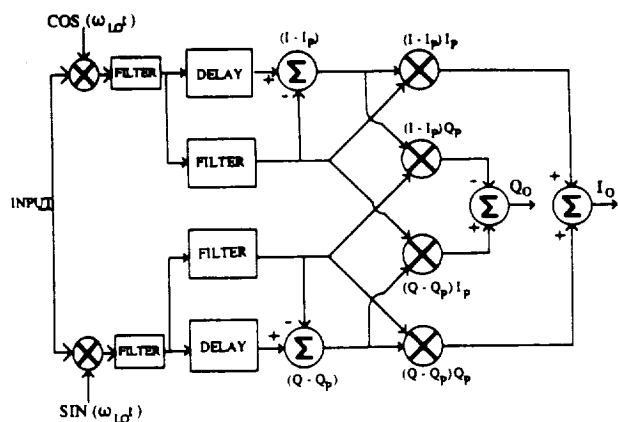 COS (ω_LO t)
(I - I_P)
(I - I_P) I_P
FILTER
DELAY
+
Σ
-
FILTER
(I - I_P) Q_P
+
-
Q_O
I_O
INPUT
Σ
Σ
+
+
FILTER
(Q - Q_P) I_P
-
FILTER
DELAY
+
Σ
(Q - Q_P)
(Q - Q_P) Q_P
SIN (ω_LO t)